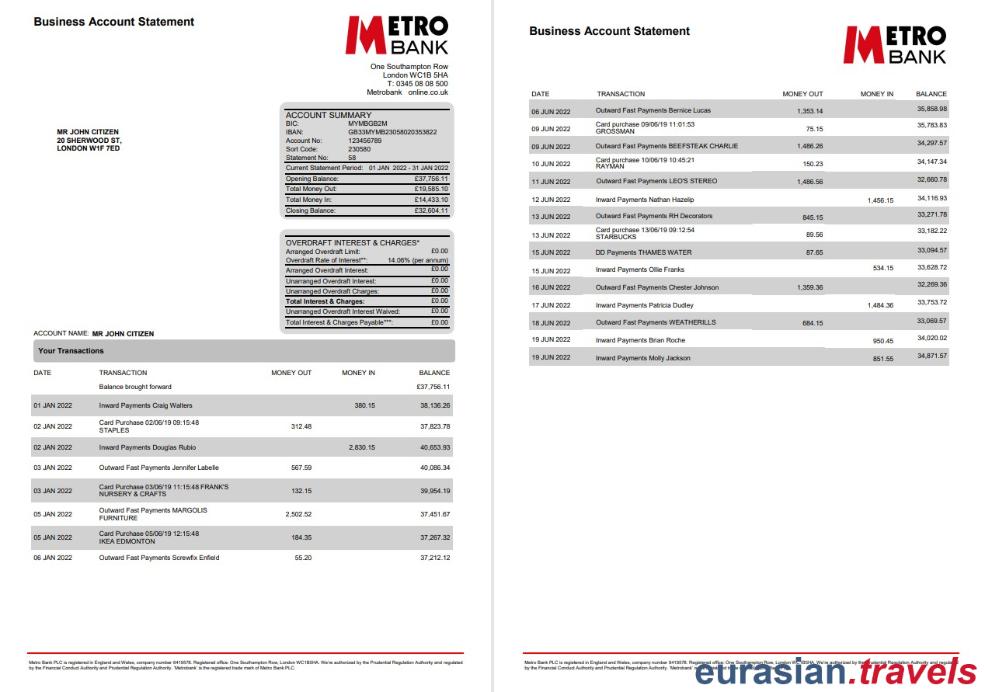 Business Account Statement
METRO
BANK
One Southampton Row
London WC1B 5HA
T: 0345 08 08 500
Metrobank online.co.uk
MR JOHN CITIZEN
20 SHERWOOD ST,
LONDON W1F 7ED
ACCOUNT SUMMARY
BIC: MYMBGB2M
IBAN: GB33MYMB23058020353822
Account No: 123456789
Sort Code: 230580
Statement No: 58
Current Statement Period: 01 JAN 2022 - 31 JAN 2022
Opening Balance: £37,756.11
Total Money Out: £19,585.10
Total Money In: £14,433.10
Closing Balance: £32,604.11
OVERDRAFT INTEREST & CHARGES*
Arranged Overdraft Limit: £0.00
Overdraft Rate of Interest**: 14.06% (per annum)
Arranged Overdraft Interest: £0.00
Unarranged Overdraft Interest: £0.00
Unarranged Overdraft Charges: £0.00
Total Interest & Charges: £0.00
Unarranged Overdraft Interest Waived: £0.00
Total Interest & Charges Payable***: £0.00
ACCOUNT NAME: MR JOHN CITIZEN
Your Transactions
DATE TRANSACTION MONEY OUT MONEY IN BALANCE
Balance brought forward £37,756.11
01 JAN 2022 Inward Payments Craig Walters 380.15 38,136.26
02 JAN 2022 Card Purchase 02/06/19 09:15:48 312.48 37,823.78
STAPLES
02 JAN 2022 Inward Payments Douglas Rubio 2,830.15 40,653.93
03 JAN 2022 Outward Fast Payments Jennifer Labelle 567.59 40,086.34
03 JAN 2022 Card Purchase 03/06/19 11:15:48 FRANK'S 132.15 39,954.19
NURSERY & CRAFTS
05 JAN 2022 Outward Fast Payments MARGOLIS 2,502.52 37,451.67
FURNITURE
05 JAN 2022 Card Purchase 05/06/19 12:15:48 184.35 37,267.32
IKEA EDMONTON
06 JAN 2022 Outward Fast Payments Screwfix Enfield 55.20 37,212.12
Metro Bank PLC is registered in England and Wales, company number 6419578. Registered office: One Southampton Row, London WC1B5HA. We're authorized by the Prudential Regulation Authority and regulated
by the Financial Conduct Authority and Prudential Regulation Authority. 'Metrobank' is the registered trade mark of Metro Bank PLC.
Business Account Statement
METRO
BANK
DATE TRANSACTION MONEY OUT MONEY IN BALANCE
06 JUN 2022 Outward Fast Payments Bernice Lucas 1,353.14 35,858.98
09 JUN 2022 Card purchase 09/06/19 11:01:53 75.15 35,783.83
GROSSMAN
09 JUN 2022 Outward Fast Payments BEEFSTEAK CHARLIE 1,486.26 34,297.57
10 JUN 2022 Card purchase 10/06/19 10:45:21 150.23 34,147.34
RAYMAN
11 JUN 2022 Outward Fast Payments LEO'S STEREO 1,486.56 32,660.78
12 JUN 2022 Inward Payments Nathan Hazelip 1,456.15 34,116.93
13 JUN 2022 Outward Fast Payments RH Decorators 845.15 33,271.78
13 JUN 2022 Card purchase 13/06/19 09:12:54 89.56 33,182.22
STARBUCKS
15 JUN 2022 DD Payments THAMES WATER 87.65 33,094.57
15 JUN 2022 Inward Payments Ollie Franks 534.15 33,628.72
16 JUN 2022 Outward Fast Payments Chester Johnson 1,359.36 32,269.36
17 JUN 2022 Inward Payments Patricia Dudley 1,484.36 33,753.72
18 JUN 2022 Outward Fast Payments WEATHERILLS 684.15 33,069.57
19 JUN 2022 Inward Payments Brian Roche 950.45 34,020.02
19 JUN 2022 Inward Payments Molly Jackson 851.55 34,871.57
Metro Bank PLC is registered in England and Wales, company number 6419578. Registered office: One Southampton Row, London WC1B5HA. We're authorized by the Prudential Regulation Authority and regulated
by the Financial Conduct Authority and Prudential Regulation Authority.
eurasian.travels